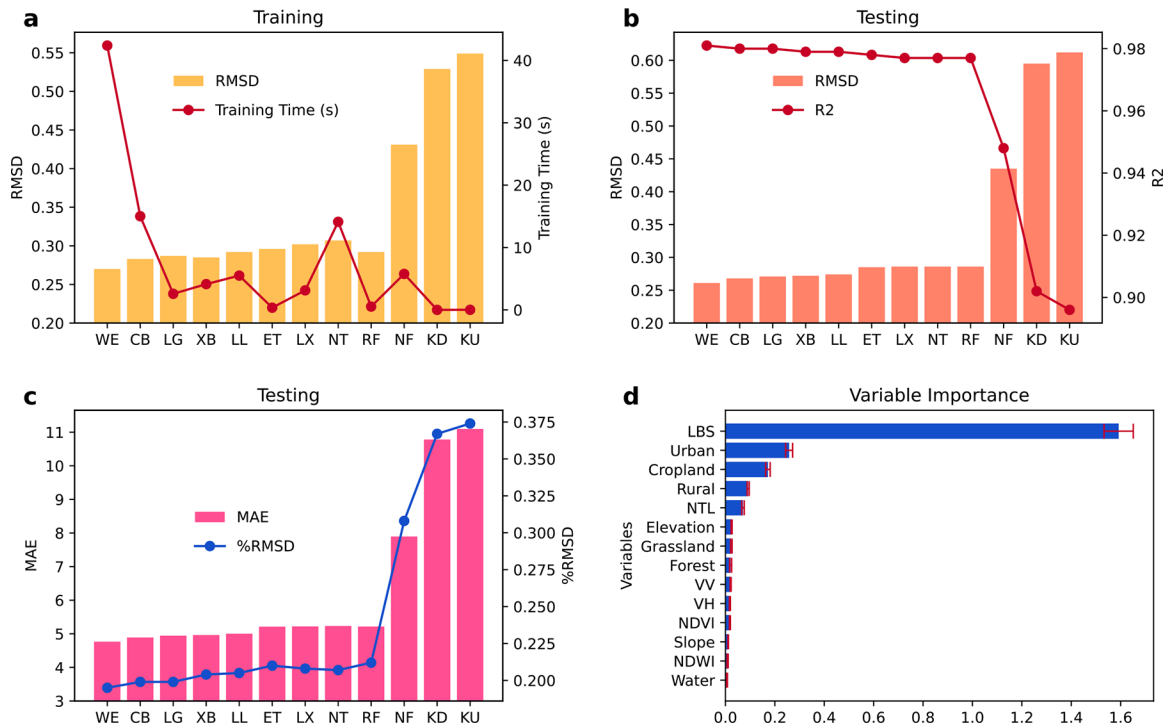 a
Training
RMSD
Training Time (s)
0.55
0.50
0.45
0.40
0.35
0.30
0.25
0.20
RMSD
40
30
20
10
0
Training Time (s)
WE CB LG XB LL ET LX NT RF NF KD KU
b
Testing
RMSD
R2
0.60
0.55
0.50
0.45
0.40
0.35
0.30
0.25
0.20
RMSD
0.98
0.96
0.94
0.92
0.90
R2
WE CB LG XB LL ET LX NT RF NF KD KU
c
Testing
MAE
%RMSD
11
10
9
8
7
6
5
4
3
MAE
0.375
0.350
0.325
0.300
0.275
0.250
0.225
0.200
%RMSD
WE CB LG XB LL ET LX NT RF NF KD KU
d
Variable Importance
Variables
LBS
Urban
Cropland
Rural
NTL
Elevation
Grassland
Forest
VV
VH
NDVI
Slope
NDWI
Water
0.0 0.2 0.4 0.6 0.8 1.0 1.2 1.4 1.6